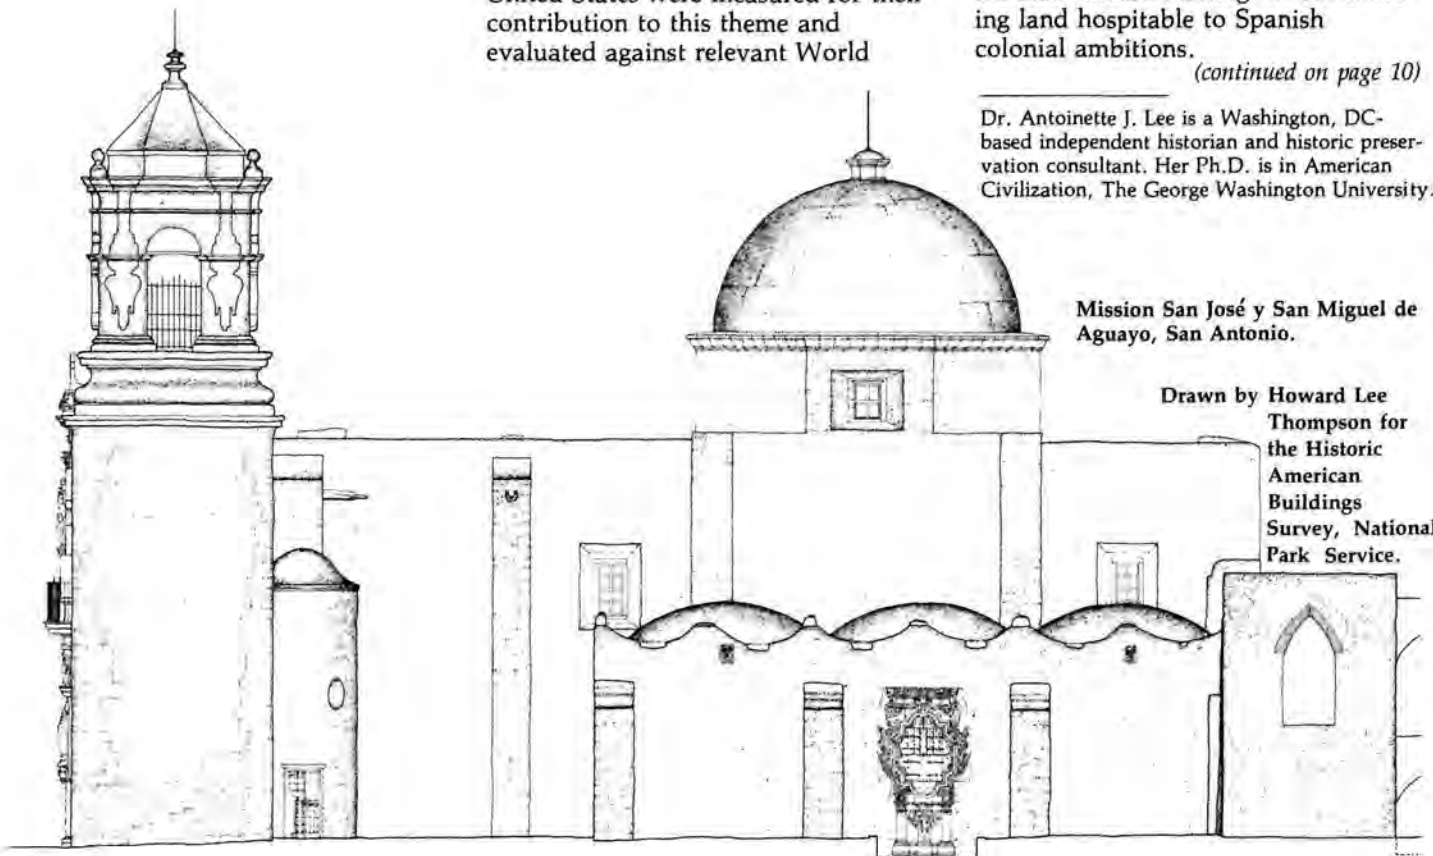 contribution to this theme and
evaluated against relevant World
ing land hospitable to Spanish
colonial ambitions.
(continued on page 10)
Dr. Antoinette J. Lee is a Washington, DC-
based independent historian and historic preser-
vation consultant. Her Ph.D. is in American
Civilization, The George Washington University.
Mission San José y San Miguel de
Aguayo, San Antonio.
Drawn by Howard Lee
Thompson for
the Historic
American
Buildings
Survey, National
Park Service.